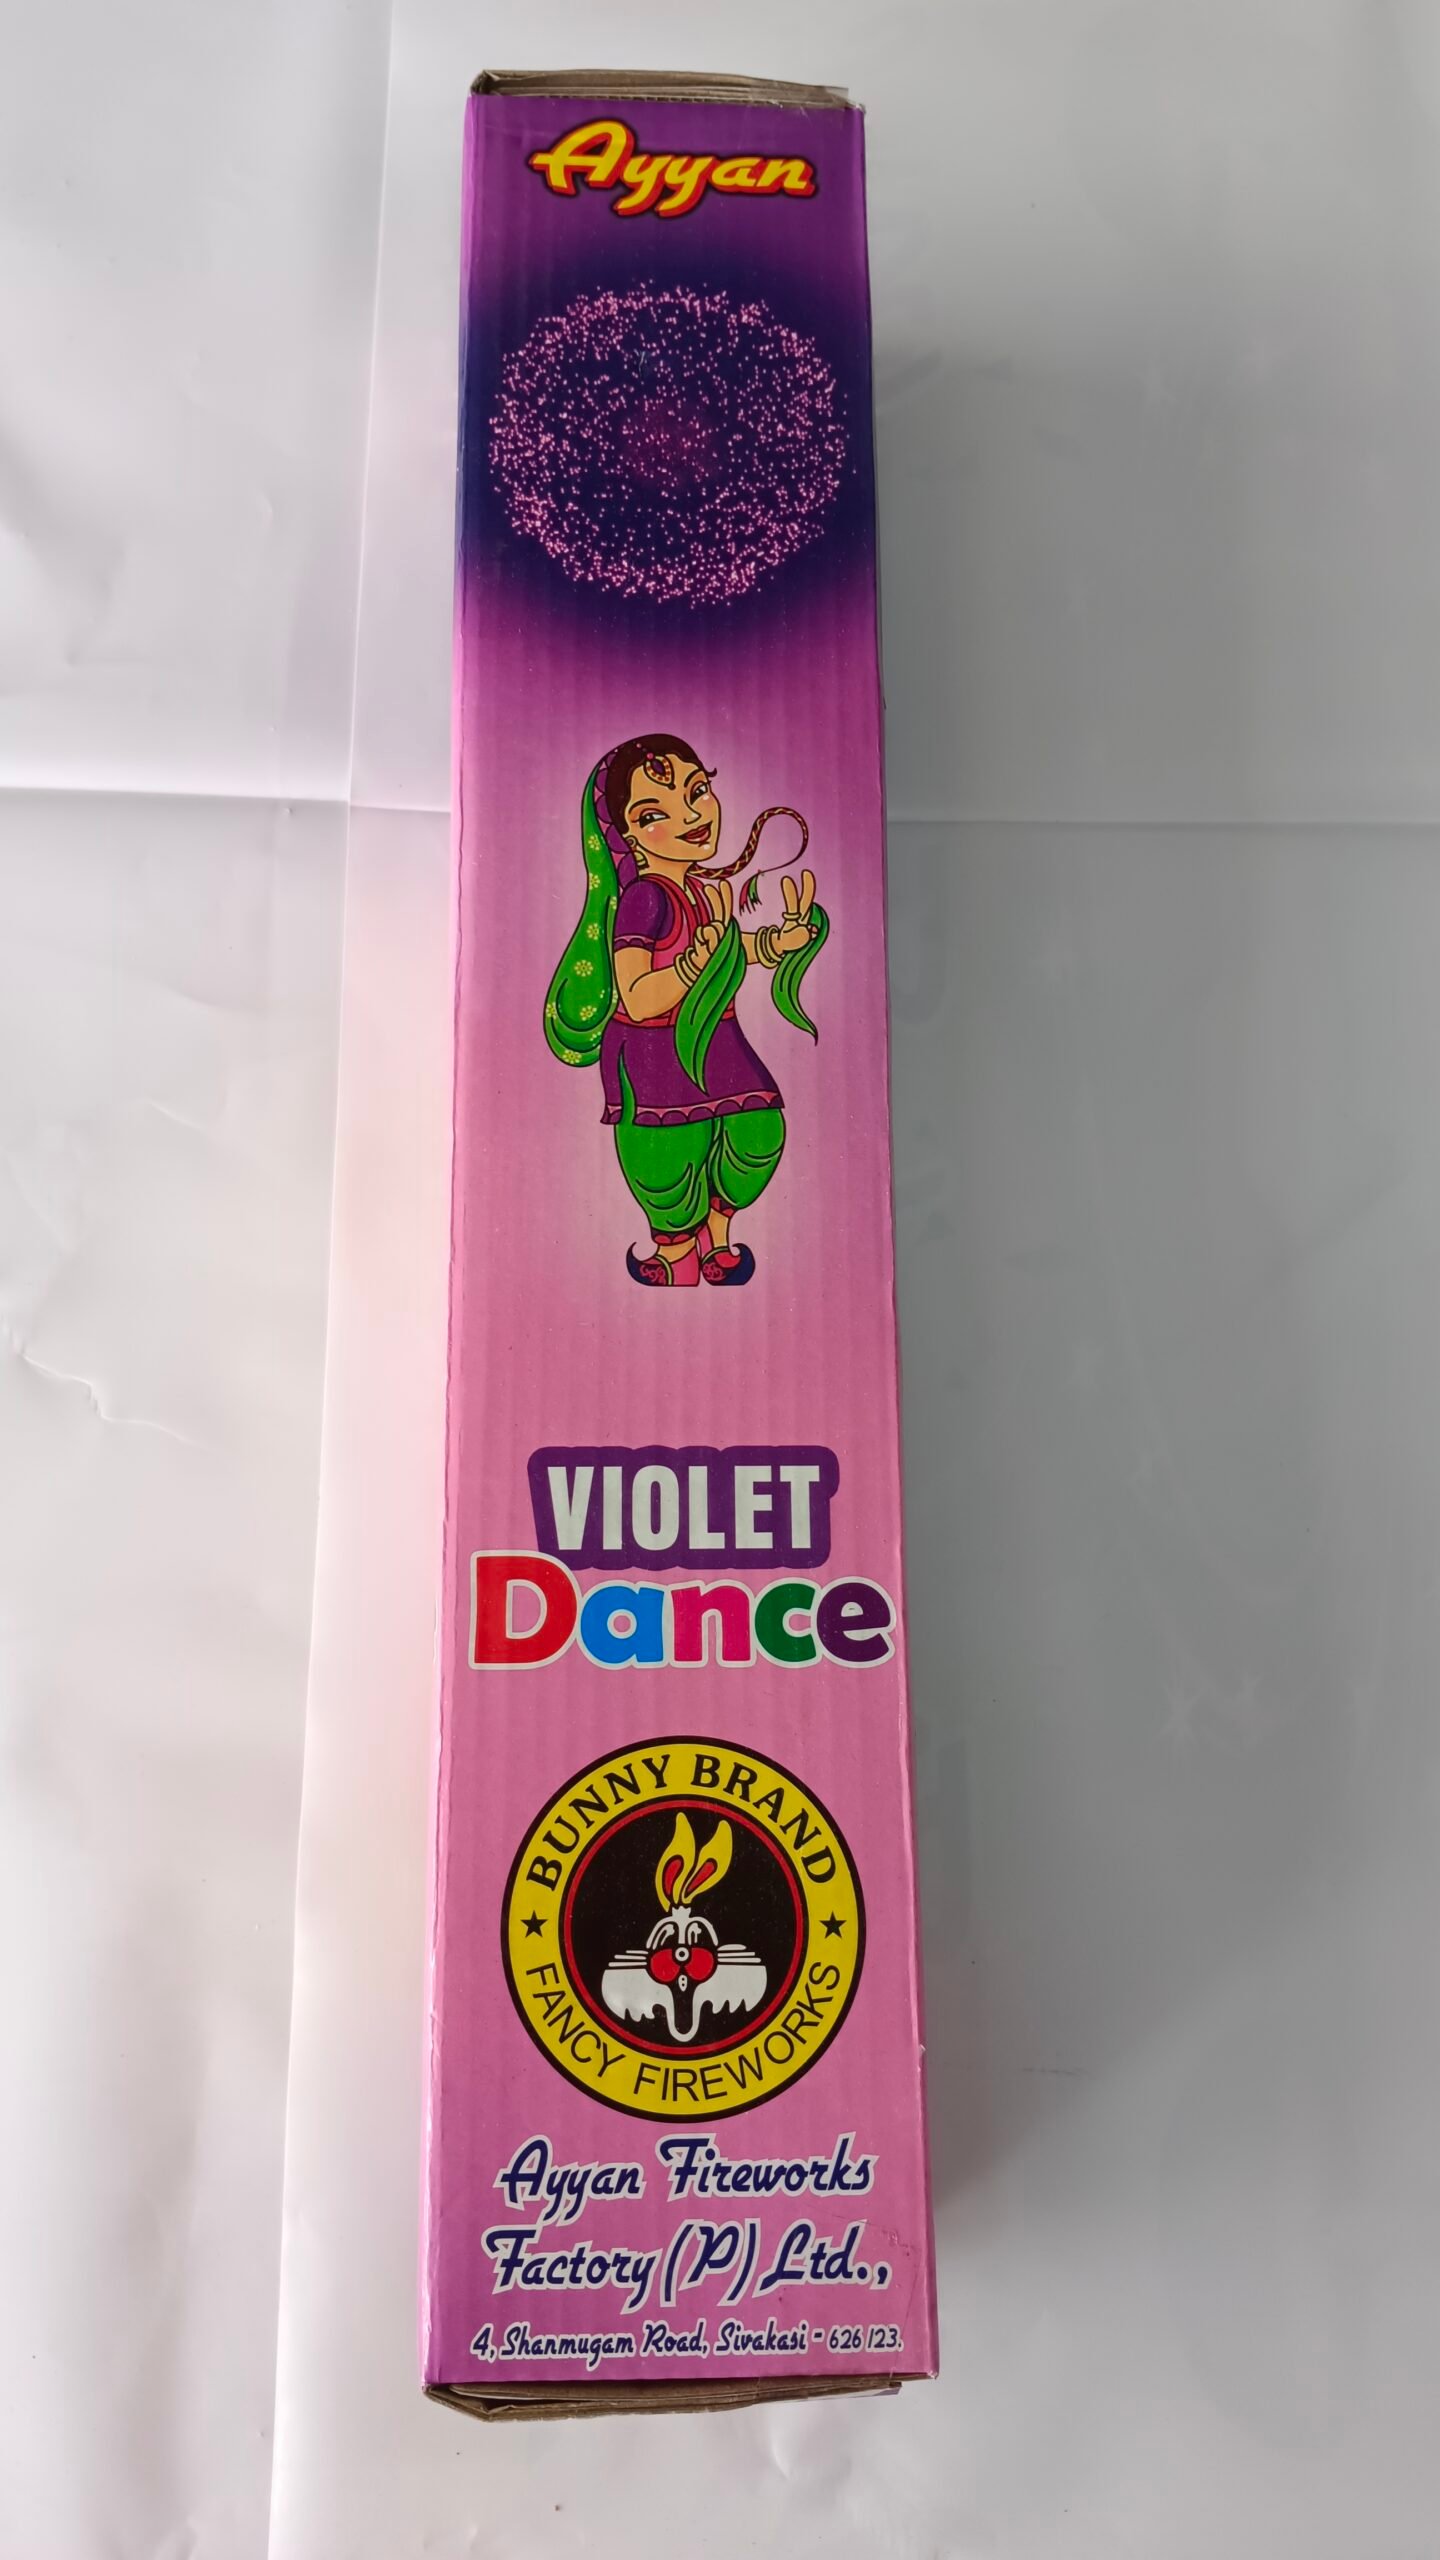 Ayyan
VIOLET
Dance
BUNNY BRAND
FANCY FIREWORKS
Ayyan Fireworks
Factory (P) Ltd.,
4, Shanmugam Road, Sivakasi - 626 123.